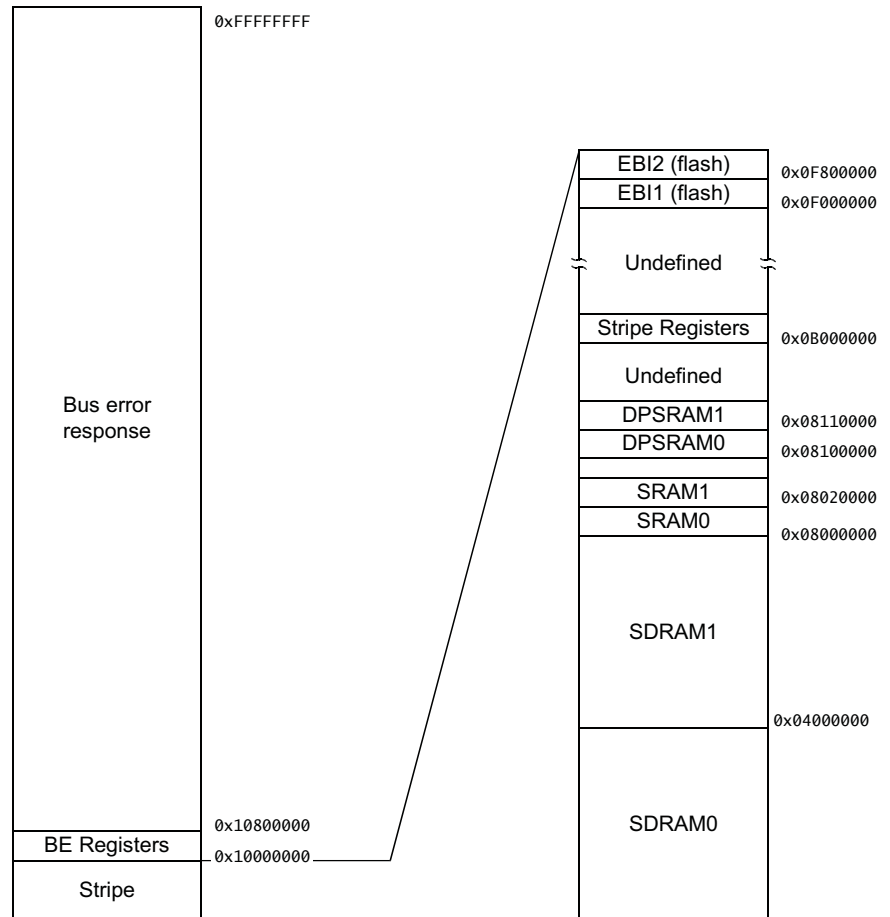 0xFFFFFFFF
Bus error
response
0x10800000
BE Registers
0x10000000
Stripe
EBI2 (flash)
0x0F800000
EBI1 (flash)
0x0F000000
Undefined
Stripe Registers
0x0B000000
Undefined
DPSRAM1
0x08110000
DPSRAM0
0x08100000
SRAM1
0x08020000
SRAM0
0x08000000
SDRAM1
0x04000000
SDRAM0